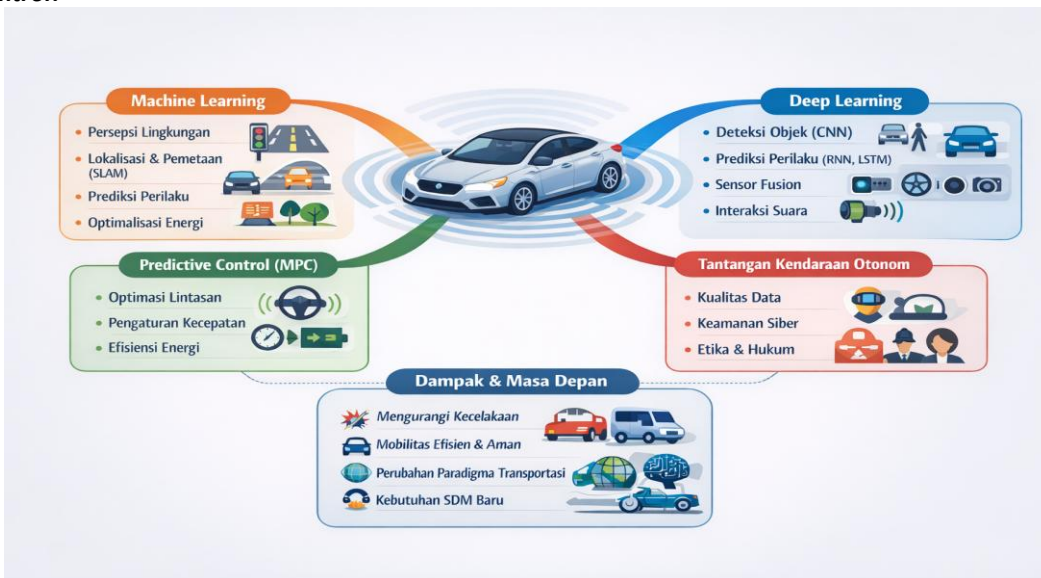 Machine Learning
• Persepsi Lingkungan
• Lokalisasi & Pemetaan
(SLAM)
• Prediksi Perilaku
• Optimalisasi Energi
Deep Learning
• Deteksi Objek (CNN)
• Prediksi Perilaku (RNN, LSTM)
• Sensor Fusion
• Interaksi Suara
Predictive Control (MPC)
• Optimasi Lintasan
• Pengaturan Kecepatan
• Efisiensi Energi
Tantangan Kendaraan Otonom
• Kualitas Data
• Keamanan Siber
• Etika & Hukum
Dampak & Masa Depan
Mengurangi Kecelakaan
Mobilitas Efisien & Aman
Perubahan Paradigma Transportasi
Kebutuhan SDM Baru